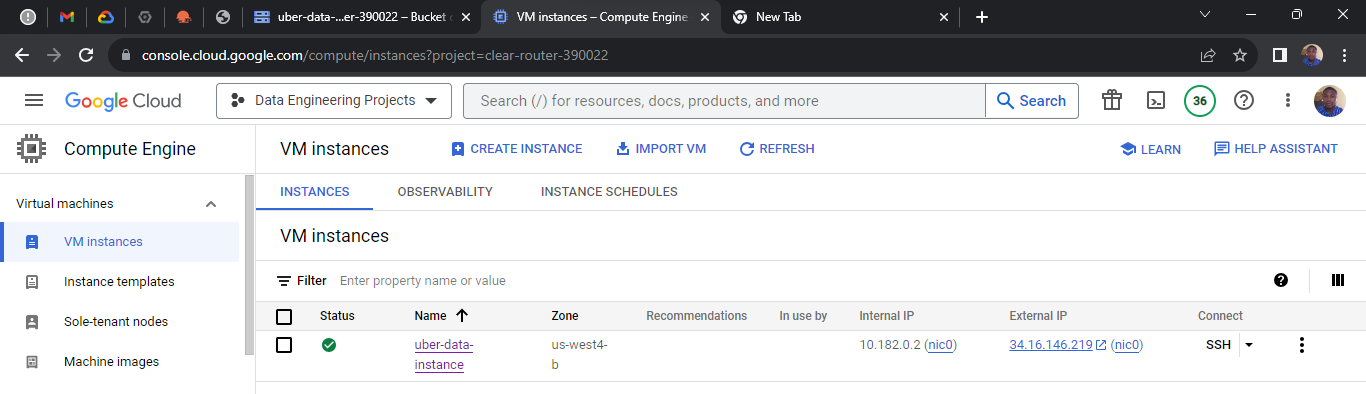 uber-data-...er-390022 – Bucket
VM instances – Compute Engine
New Tab
console.cloud.google.com/compute/instances?project=clear-router-390022
Google Cloud
Data Engineering Projects
Search (/) for resources, docs, products, and more
Search
36
Compute Engine
VM instances
CREATE INSTANCE
IMPORT VM
REFRESH
LEARN
HELP ASSISTANT
Virtual machines
INSTANCES
OBSERVABILITY
INSTANCE SCHEDULES
VM instances
Instance templates
Sole-tenant nodes
Machine images
VM instances
Filter
Enter property name or value
Status
Name
Zone
Recommendations
In use by
Internal IP
External IP
Connect
uber-data-
instance
us-west4-
b
10.182.0.2 (nic0)
34.16.146.219 (nic0)
SSH